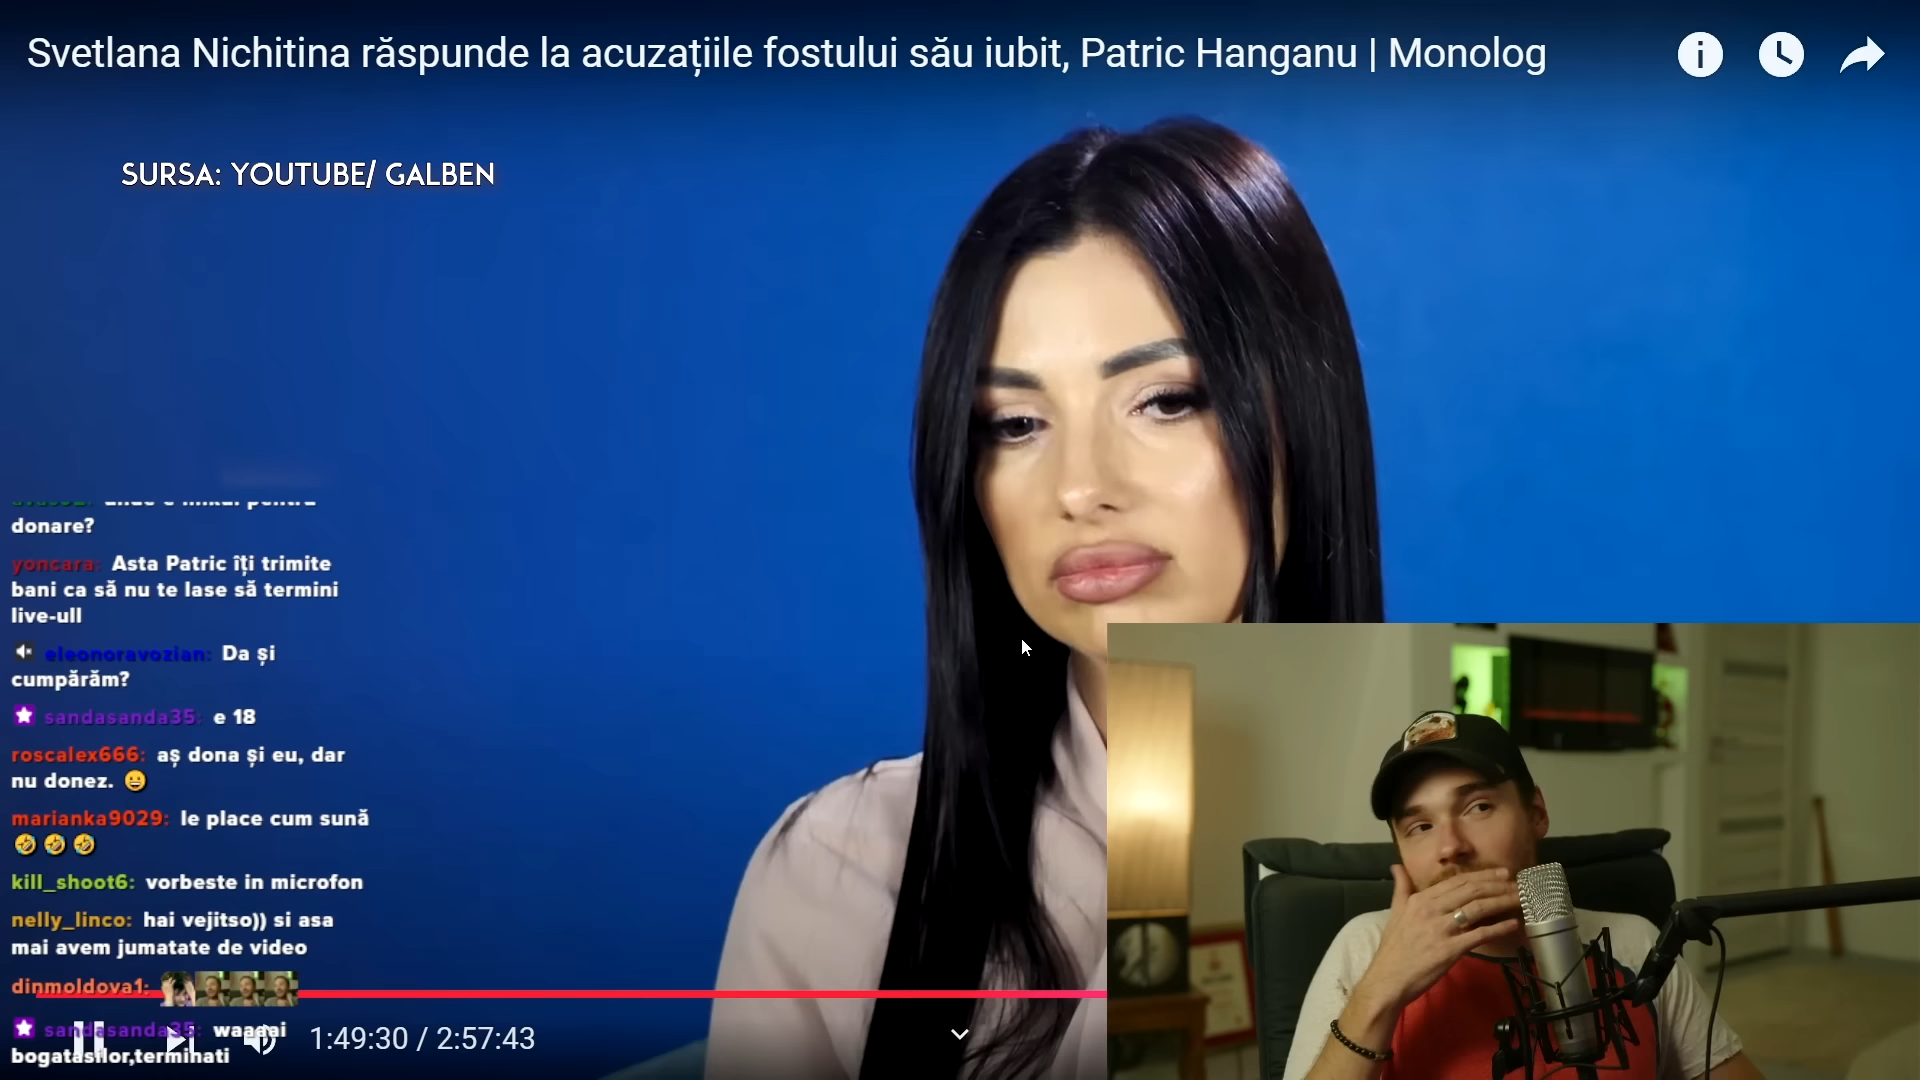 Svetlana Nichitina răspunde la acuzațiile fostului său iubit, Patric Hanganu | Monolog
SURSA: YOUTUBE/ GALBEN
donare?
yoncara: Asta Patric îți trimite
bani ca să nu te lase să termini
live-ull
eleonoravozian: Da și
cumpărăm?
sandasanda35: e 18
roscalex666: aș dona și eu, dar
nu donez. 😀
marianka9029: le place cum sună
🤣 🤣 🤣
kill_shoot6: vorbeste in microfon
nelly_linco: hai vejitso)) si asa
mai avem jumatate de video
dinmoldova1:
sandasanda35: waaaai
bogatasilor,terminati
1:49:30 / 2:57:43